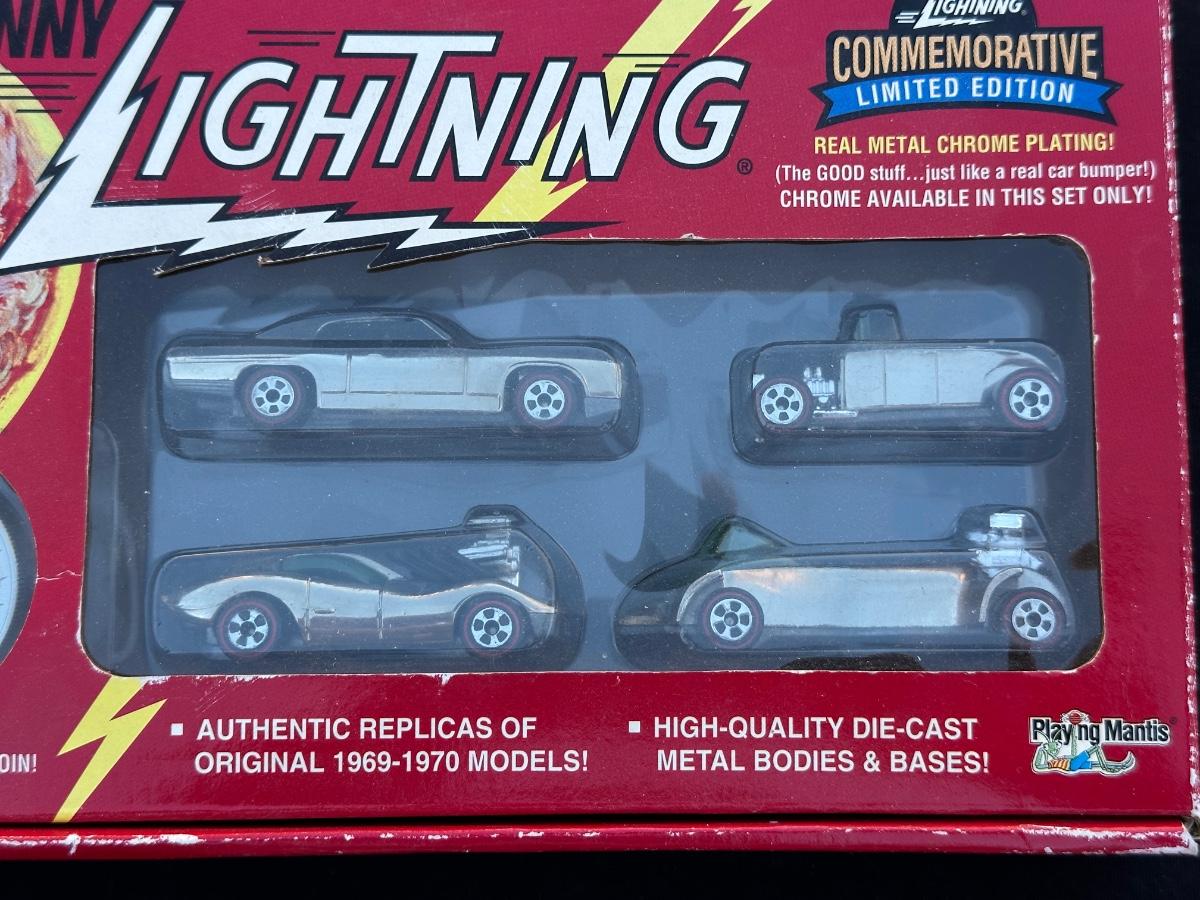 NNY
LIGHTNING®
LIGHTNING®
COMMEMORATIVE
LIMITED EDITION
REAL METAL CHROME PLATING!
(The GOOD stuff...just like a real car bumper!)
CHROME AVAILABLE IN THIS SET ONLY!
OIN!
▪ AUTHENTIC REPLICAS OF
ORIGINAL 1969-1970 MODELS!
▪ HIGH-QUALITY DIE-CAST
METAL BODIES & BASES!
Playing Mantis®